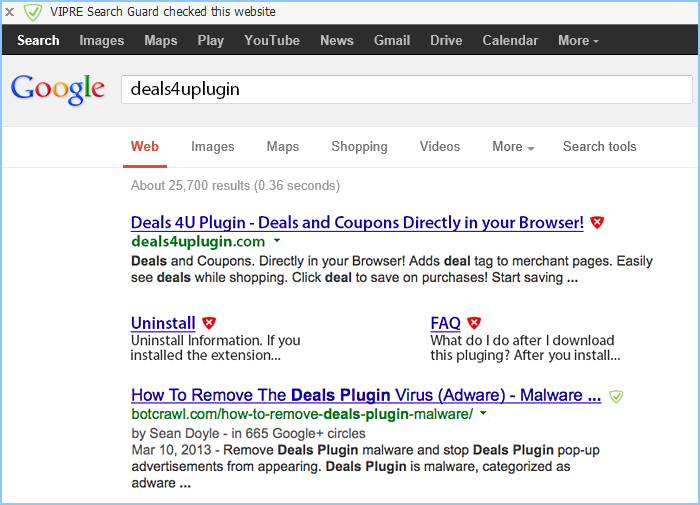 VIPRE Search Guard checked this website
Search Images Maps Play YouTube News Gmail Drive Calendar More
Google deals4uplugin
Web Images Maps Shopping Videos More Search tools
About 25,700 results (0.36 seconds)
Deals 4U Plugin - Deals and Coupons Directly in your Browser!
deals4uplugin.com
Deals and Coupons. Directly in your Browser! Adds deal tag to merchant pages. Easily
see deals while shopping. Click deal to save on purchases! Start saving ...
Uninstall
Uninstall Information. If you
installed the extension...
FAQ
What do I do after I download
this pluging? After you install...
How To Remove The Deals Plugin Virus (Adware) - Malware ...
botcrawl.com/how-to-remove-deals-plugin-malware/
by Sean Doyle - in 665 Google+ circles
Mar 10, 2013 - Remove Deals Plugin malware and stop Deals Plugin pop-up
advertisements from appearing. Deals Plugin is malware, categorized as
adware ...